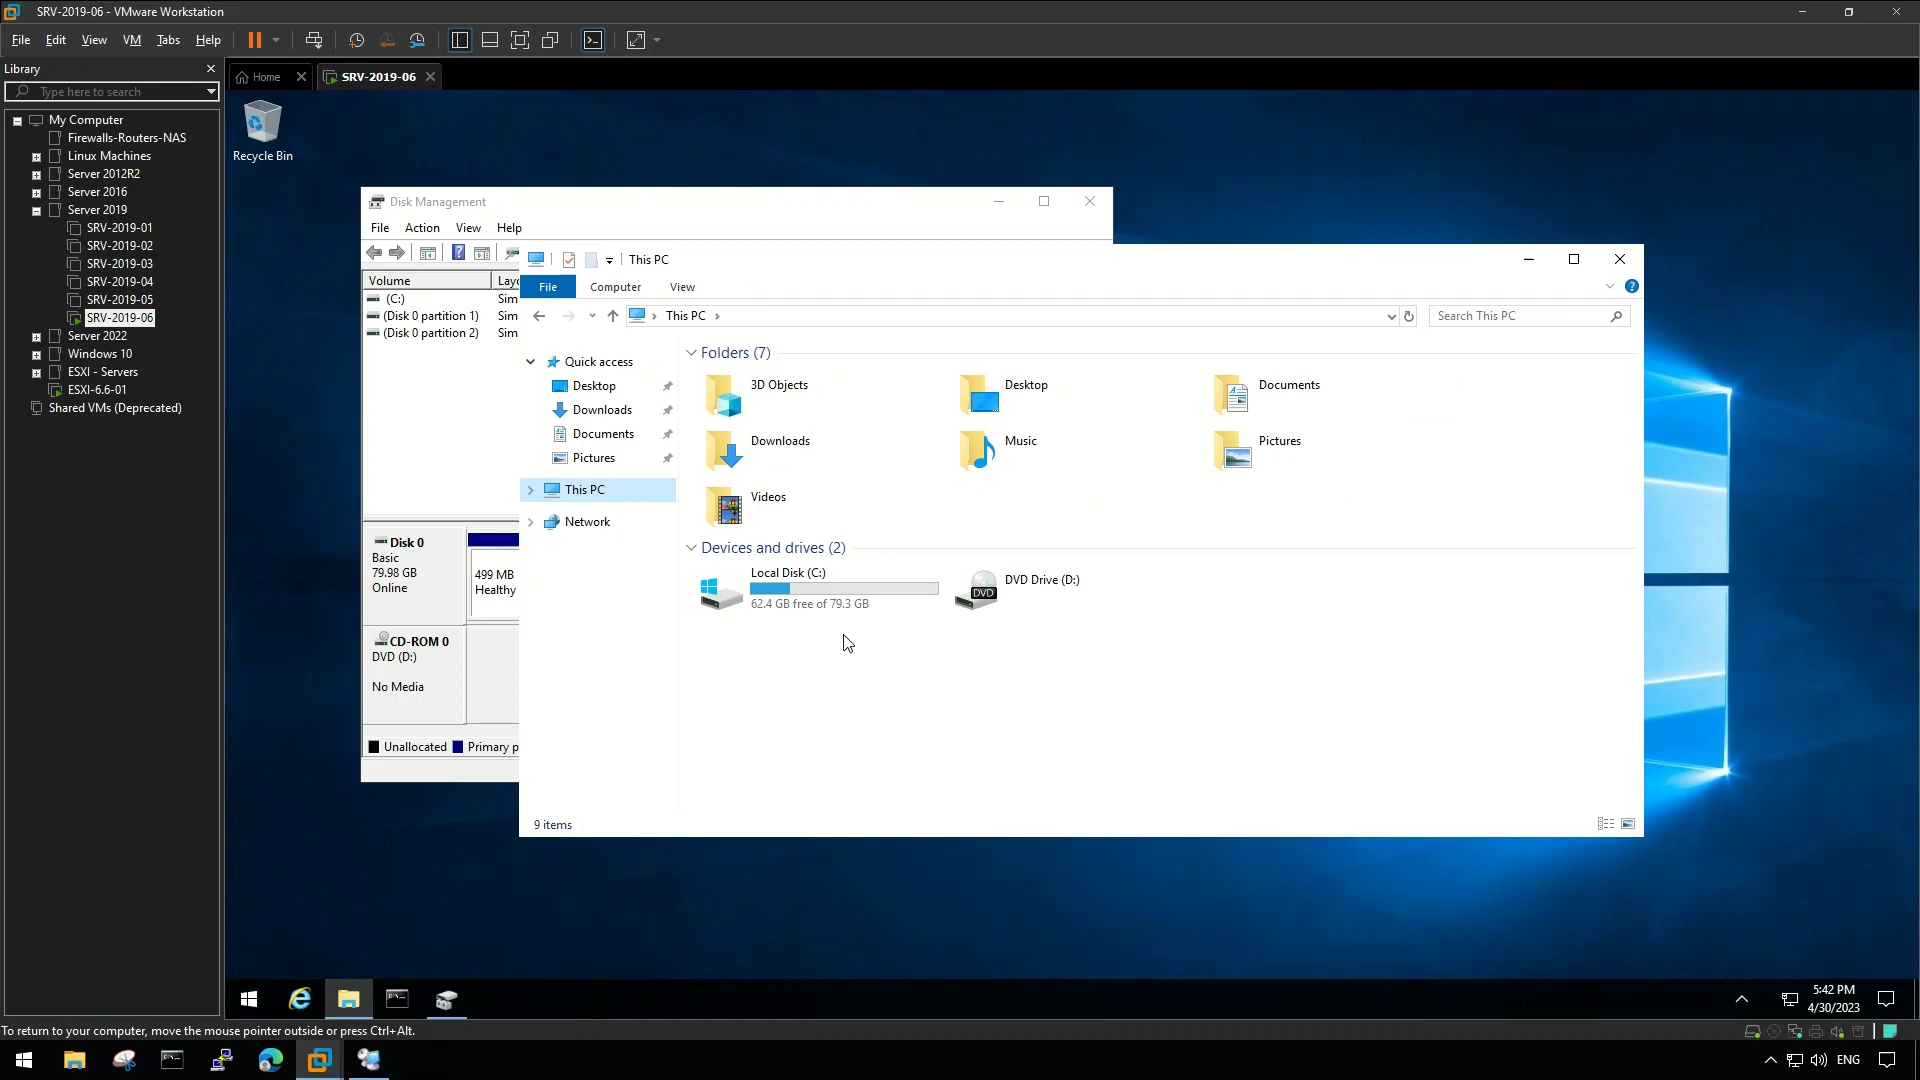 SRV-2019-06 - VMware Workstation
File Edit View VM Tabs Help
Library
Type here to search
My Computer
Firewalls-Routers-NAS
Linux Machines
Server 2012R2
Server 2016
Server 2019
SRV-2019-01
SRV-2019-02
SRV-2019-03
SRV-2019-04
SRV-2019-05
SRV-2019-06
Server 2022
Windows 10
ESXI - Servers
ESXI-6.6-01
Shared VMs (Deprecated)
Home
SRV-2019-06
Recycle Bin
Disk Management
File Action View Help
Volume
(C:) Sim
(Disk 0 partition 1) Sim
(Disk 0 partition 2) Sim
Disk 0
Basic
79.98 GB
Online
499 MB
Healthy
CD-ROM 0
DVD (D:)
No Media
Unallocated Primary p
This PC
File Computer View
This PC
Search This PC
Quick access
Desktop
Downloads
Documents
Pictures
This PC
Network
Folders (7)
3D Objects
Desktop
Documents
Downloads
Music
Pictures
Videos
Devices and drives (2)
Local Disk (C:)
62.4 GB free of 79.3 GB
DVD
DVD Drive (D:)
9 items
5:42 PM
4/30/2023
To return to your computer, move the mouse pointer outside or press Ctrl+Alt.
ENG